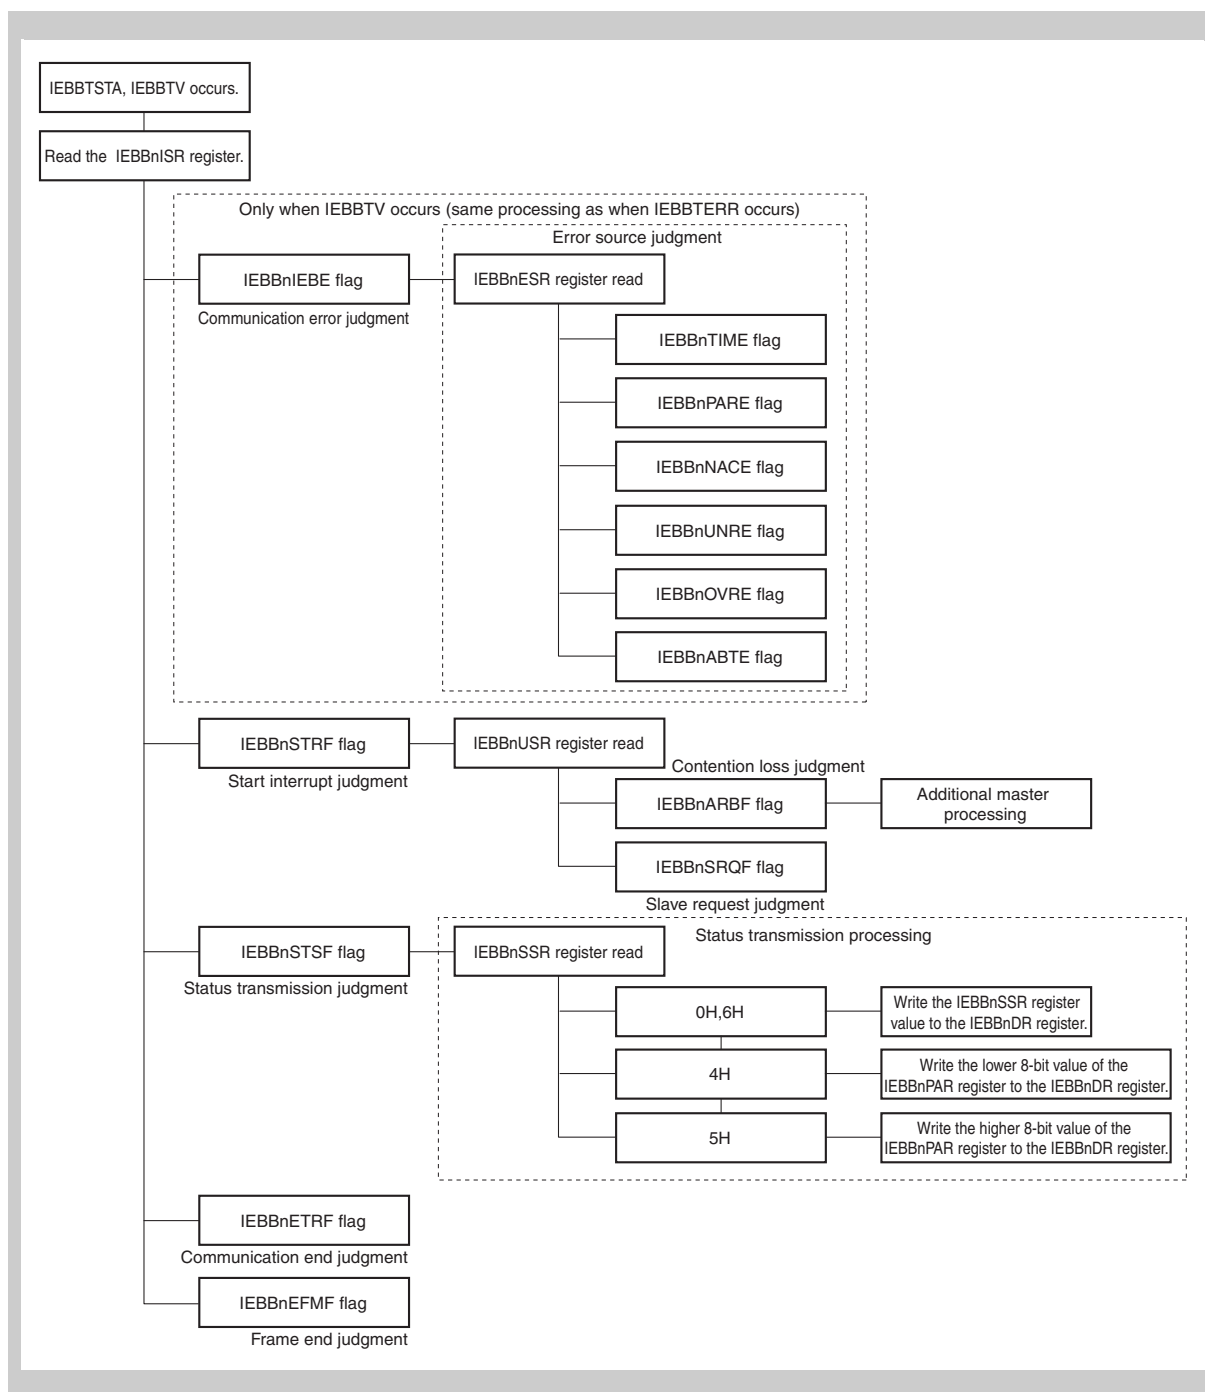 IEBBTSTA, IEBBTV occurs.
Read the IEBBnISR register.
Only when IEBBTV occurs (same processing as when IEBBTERR occurs)
Error source judgment
IEBBnIEBE flag
IEBBnESR register read
Communication error judgment
IEBBnTIME flag
IEBBnPARE flag
IEBBnNACE flag
IEBBnUNRE flag
IEBBnOVRE flag
IEBBnABTE flag
IEBBnSTRF flag
IEBBnUSR register read
Start interrupt judgment
Contention loss judgment
IEBBnARBF flag
Additional master
processing
IEBBnSRQF flag
Slave request judgment
IEBBnSTSF flag
IEBBnSSR register read
Status transmission processing
Status transmission judgment
0H,6H
Write the IEBBnSSR register
value to the IEBBnDR register.
4H
Write the lower 8-bit value of the
IEBBnPAR register to the IEBBnDR register.
5H
Write the higher 8-bit value of the
IEBBnPAR register to the IEBBnDR register.
IEBBnETRF flag
Communication end judgment
IEBBnEFMF flag
Frame end judgment